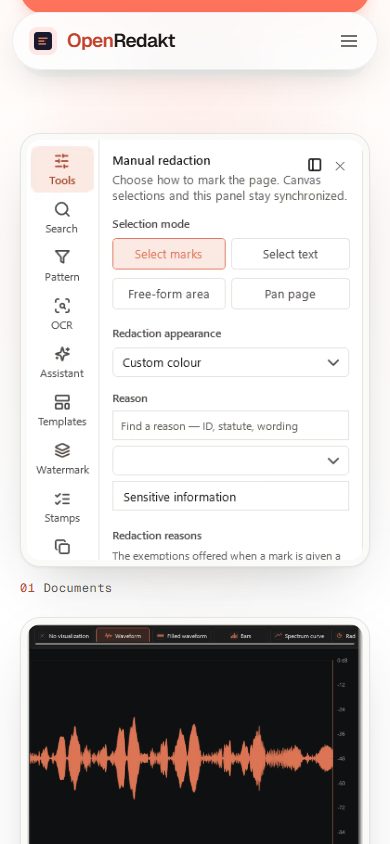 OpenRedakt
Tools
Search
Pattern
OCR
Assistant
Templates
Watermark
Stamps
Manual redaction
Choose how to mark the page. Canvas
selections and this panel stay synchronized.
Selection mode
Select marks
Select text
Free-form area
Pan page
Redaction appearance
Custom colour
Reason
Find a reason — ID, statute, wording
Sensitive information
Redaction reasons
The exemptions offered when a mark is given a
01 Documents
No visualization
Waveform
Filled waveform
Bars
Spectrum curve
Rad
0 dB
-12
-24
-36
-48
-60
-72
-84